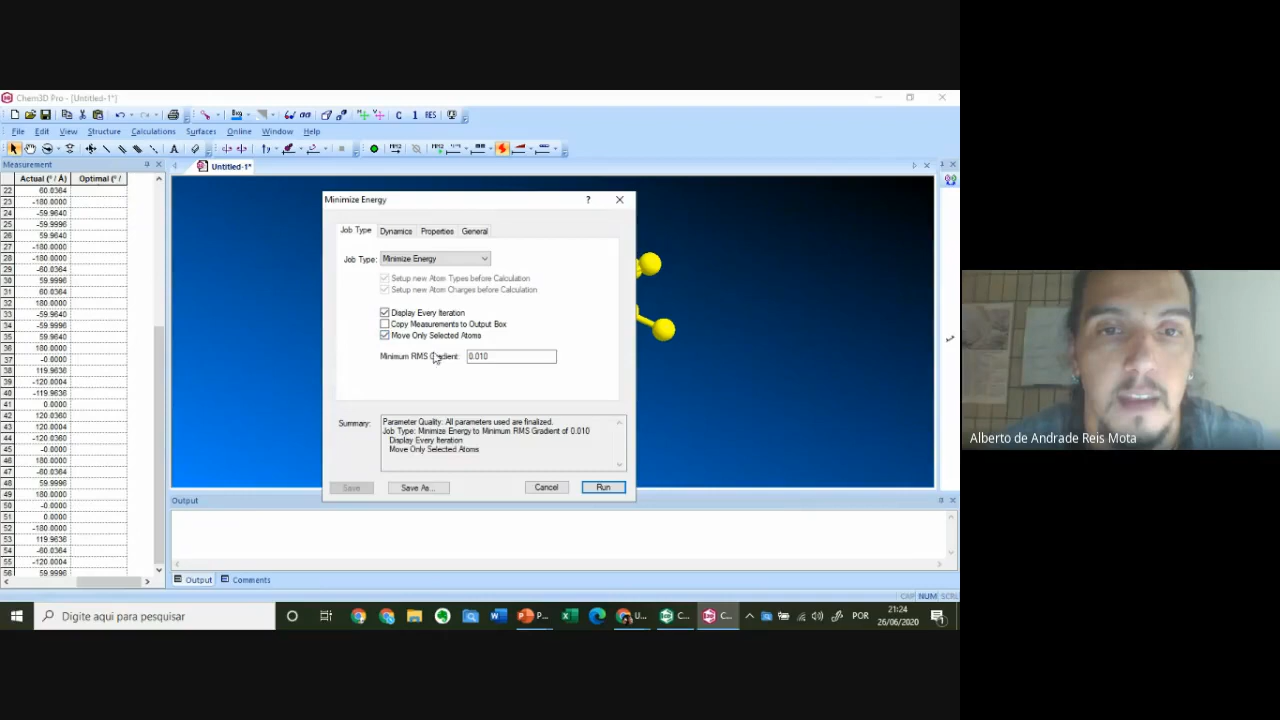 Chem3D Pro - [Untitled-1*]
C 1 RES
File Edit View Structure Calculations Surfaces Online Window Help
Measurement
Untitled-1*
Actual (º / Å) Optimal (º /
22 60.0364
23 -180.0000
24 -59.9640
25 -59.9996
26 59.9640
27 -180.0000
28 -180.0000
29 -60.0364
30 59.9996
31 60.0364
32 180.0000
33 -59.9996
34 -59.9996
35 59.9640
36 180.0000
37 -0.0000
38 119.9636
39 -120.0004
40 -119.9636
41 0.0000
42 120.0360
43 120.0004
44 -120.0360
45 -0.0000
46 180.0000
47 -60.0364
48 59.9996
49 180.0000
50 -0.0000
51 0.0000
52 -180.0000
53 119.9636
54 -60.0364
55 -120.0004
56 59.9996
Minimize Energy
?
Job Type Dynamics Properties General
Job Type: Minimize Energy
Setup new Atom Types before Calculation
Setup new Atom Charges before Calculation
Display Every Iteration
Copy Measurements to Output Box
Move Only Selected Atoms
Minimum RMS Gradient: 0.010
Summary:
Parameter Quality: All parameters used are finalized.
Job Type: Minimize Energy to Minimum RMS Gradient of 0.010
Display Every Iteration
Move Only Selected Atoms
Save Save As... Cancel Run
Output
Output Comments
CAP NUM SCRL
Digite aqui para pesquisar
P... U... C... C...
POR
21:24
26/06/2020
Alberto de Andrade Reis Mota